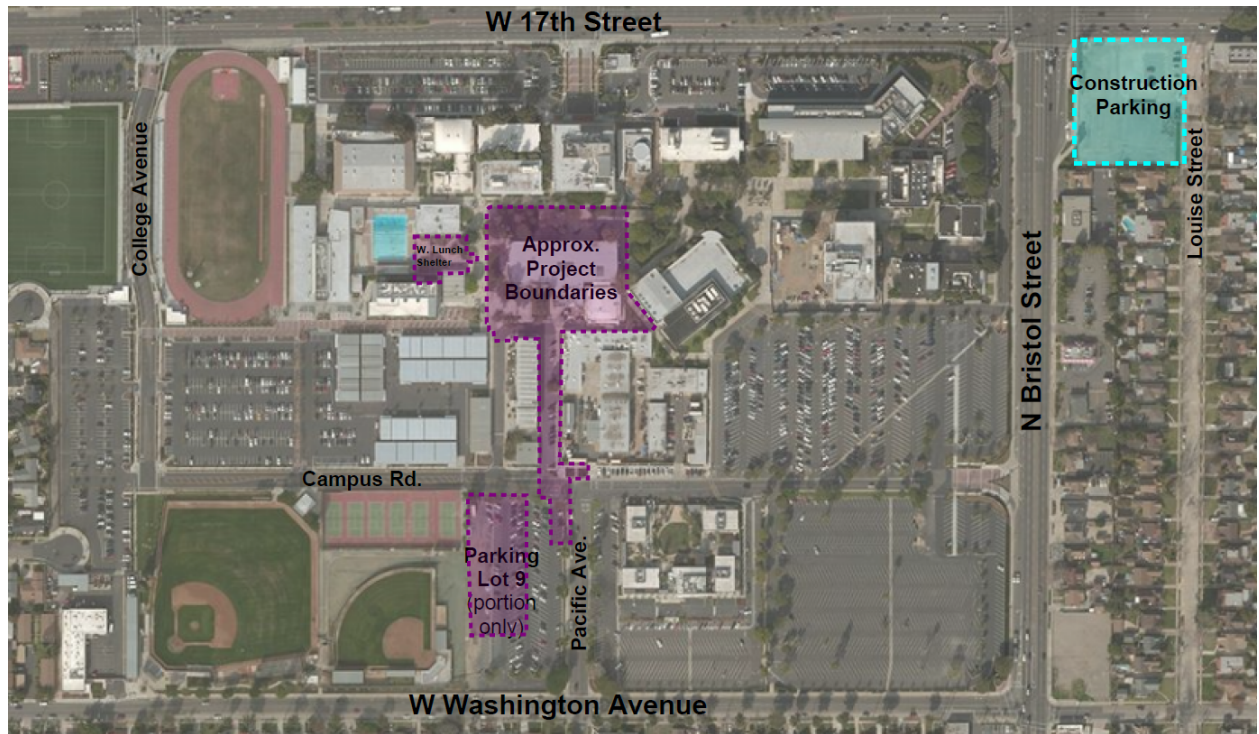 W 17th Street
Construction
Parking
College Avenue
Louise Street
W. Lunch
Shelter
Approx.
Project
Boundaries
N Bristol Street
Campus Rd.
Parking
Lot 9
(portion
only)
Pacific Ave.
W Washington Avenue